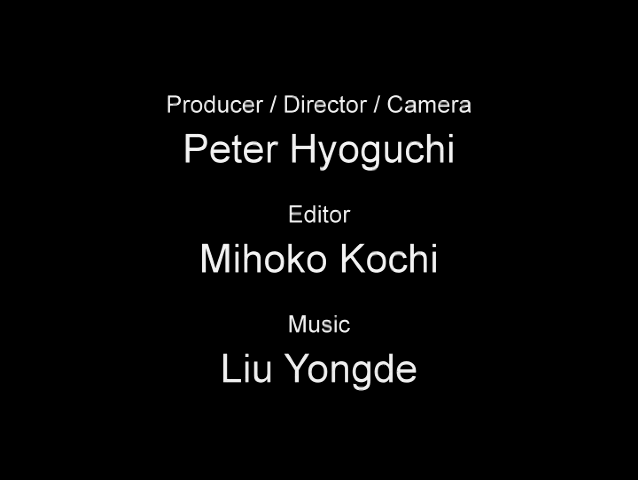 Producer / Director / Camera
Peter Hyoguchi
Editor
Mihoko Kochi
Music
Liu Yongde